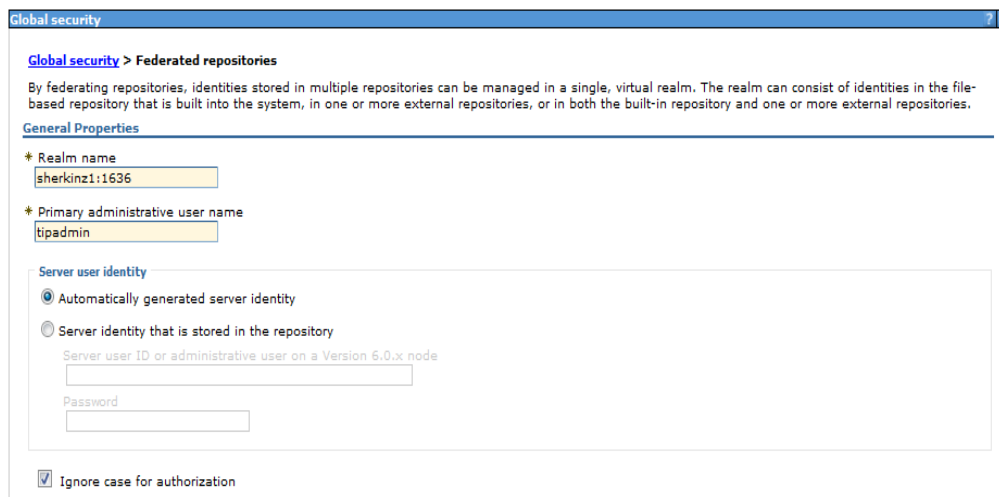 Global security ?
Global security > Federated repositories
By federating repositories, identities stored in multiple repositories can be managed in a single, virtual realm. The realm can consist of identities in the file-
based repository that is built into the system, in one or more external repositories, or in both the built-in repository and one or more external repositories.
General Properties
* Realm name
sherkinz1:1636
* Primary administrative user name
tipadmin
Server user identity
Automatically generated server identity
Server identity that is stored in the repository
Server user ID or administrative user on a Version 6.0.x node
Password
Ignore case for authorization